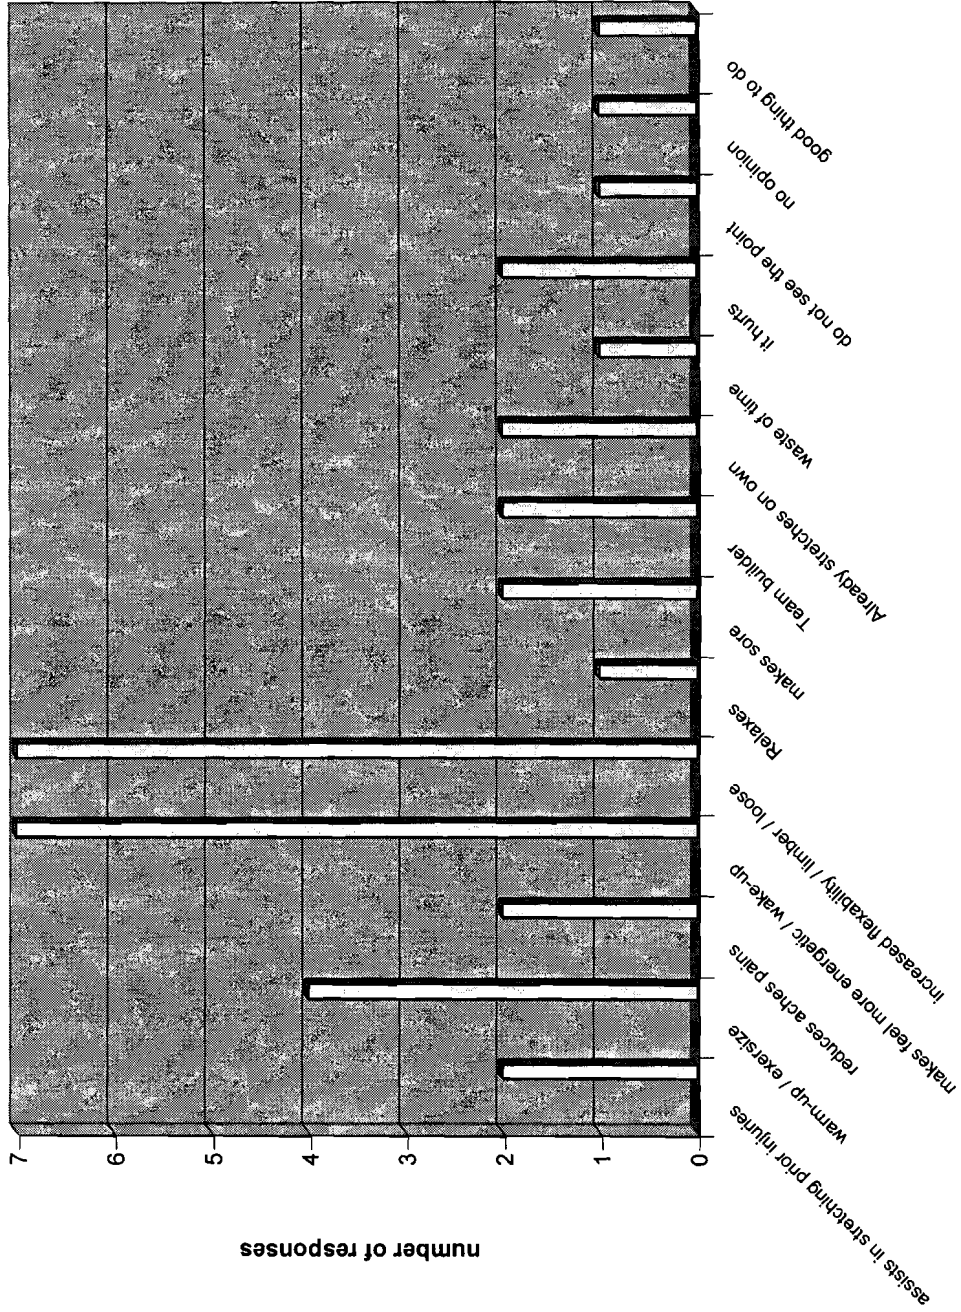 number of responses
7
6
5
4
3
2
1
0
assists in stretching prior injuries
warm-up / exersize
reduces aches pains
makes feel more energetic / wake-up
increased flexability / limber / loose
Relaxes
makes sore
Team builder
Already stretches on own
waste of time
it hurts
do not see the point
no opinion
good thing to do